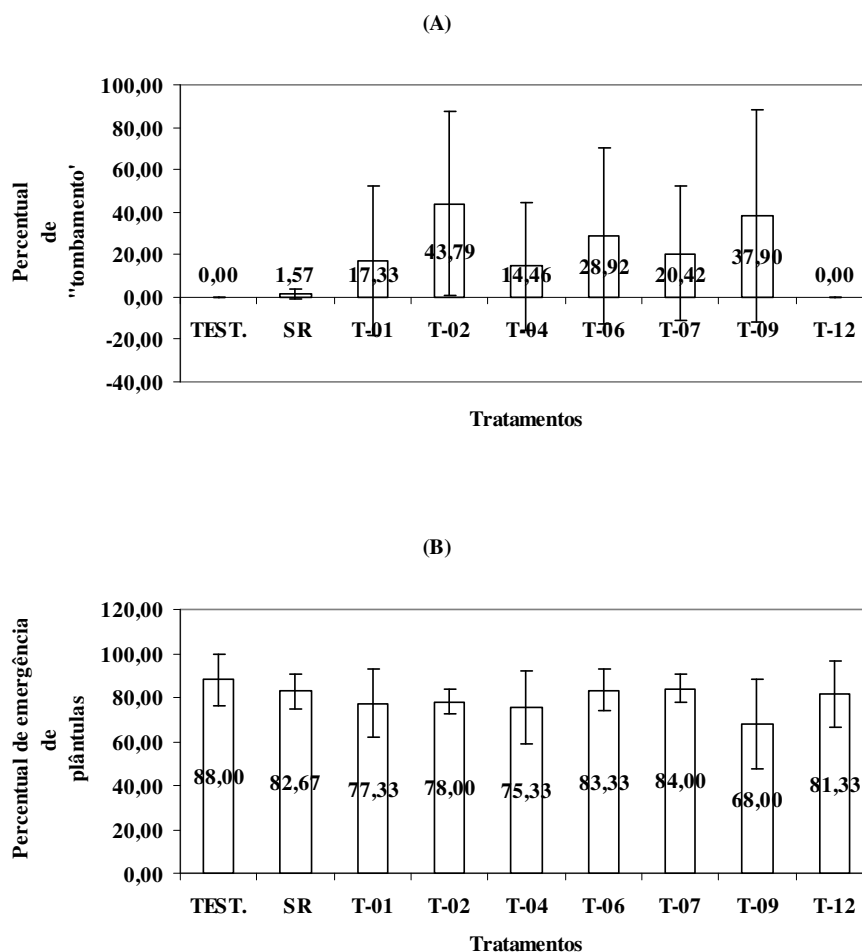 (A)
Percentual
de
"tombamento'
100,00
80,00
60,00
40,00
20,00
0,00
-20,00
-40,00
0,00 1,57 17,33 43,79 14,46 28,92 20,42 37,90 0,00
TEST. SR T-01 T-02 T-04 T-06 T-07 T-09 T-12
Tratamentos
(B)
Percentual de emergência
de
plântulas
120,00
100,00
80,00
60,00
40,00
20,00
0,00
88,00 82,67 77,33 78,00 75,33 83,33 84,00 68,00 81,33
TEST. SR T-01 T-02 T-04 T-06 T-07 T-09 T-12
Tratamentos